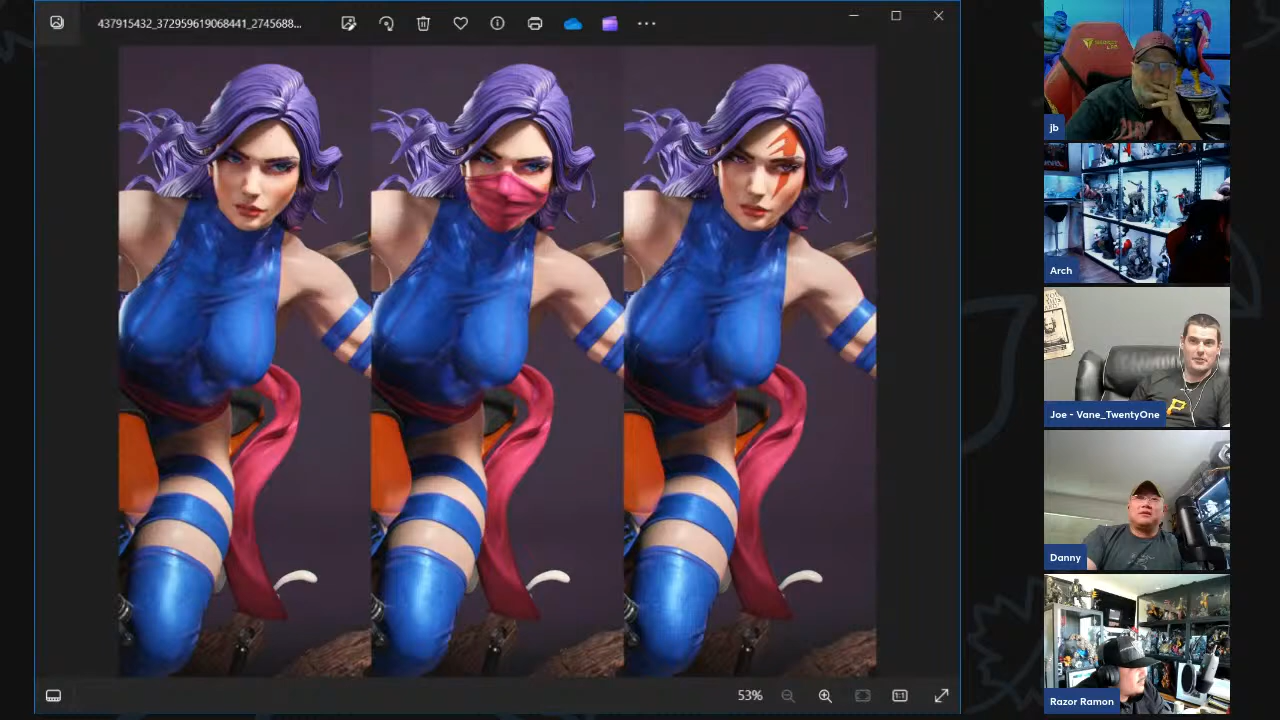 437915432_372959619068441_2745688...
jb
Arch
Joe - Vane_TwentyOne
Danny
Razor Ramon
53%